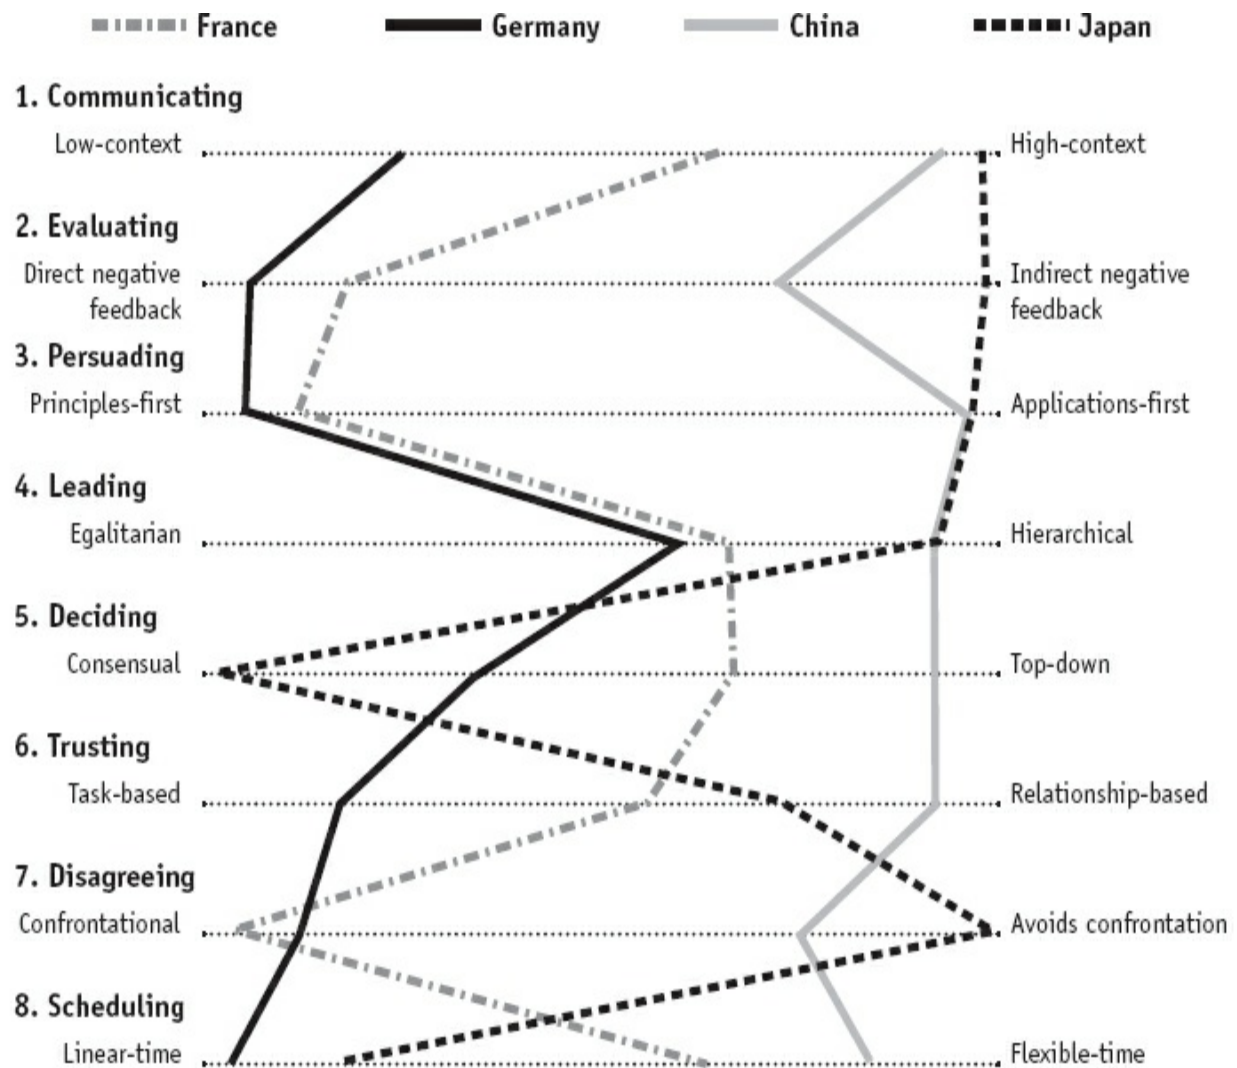 France Germany China Japan
1. Communicating
Low-context High-context
2. Evaluating
Direct negative Indirect negative
feedback feedback
3. Persuading
Principles-first Applications-first
4. Leading
Egalitarian Hierarchical
5. Deciding
Consensual Top-down
6. Trusting
Task-based Relationship-based
7. Disagreeing
Confrontational Avoids confrontation
8. Scheduling
Linear-time Flexible-time